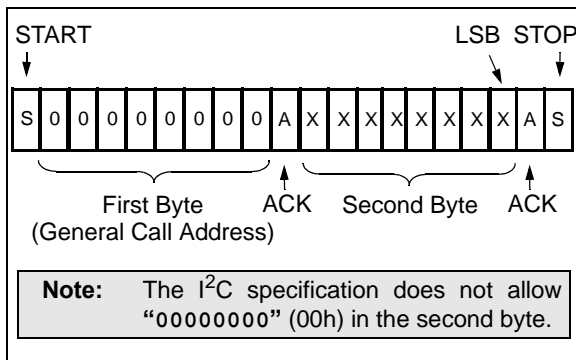 START LSB STOP
S 0 0 0 0 0 0 0 0 A X X X X X X X X A S
First Byte ACK Second Byte ACK
(General Call Address)
Note: The I²C specification does not allow
“00000000” (00h) in the second byte.